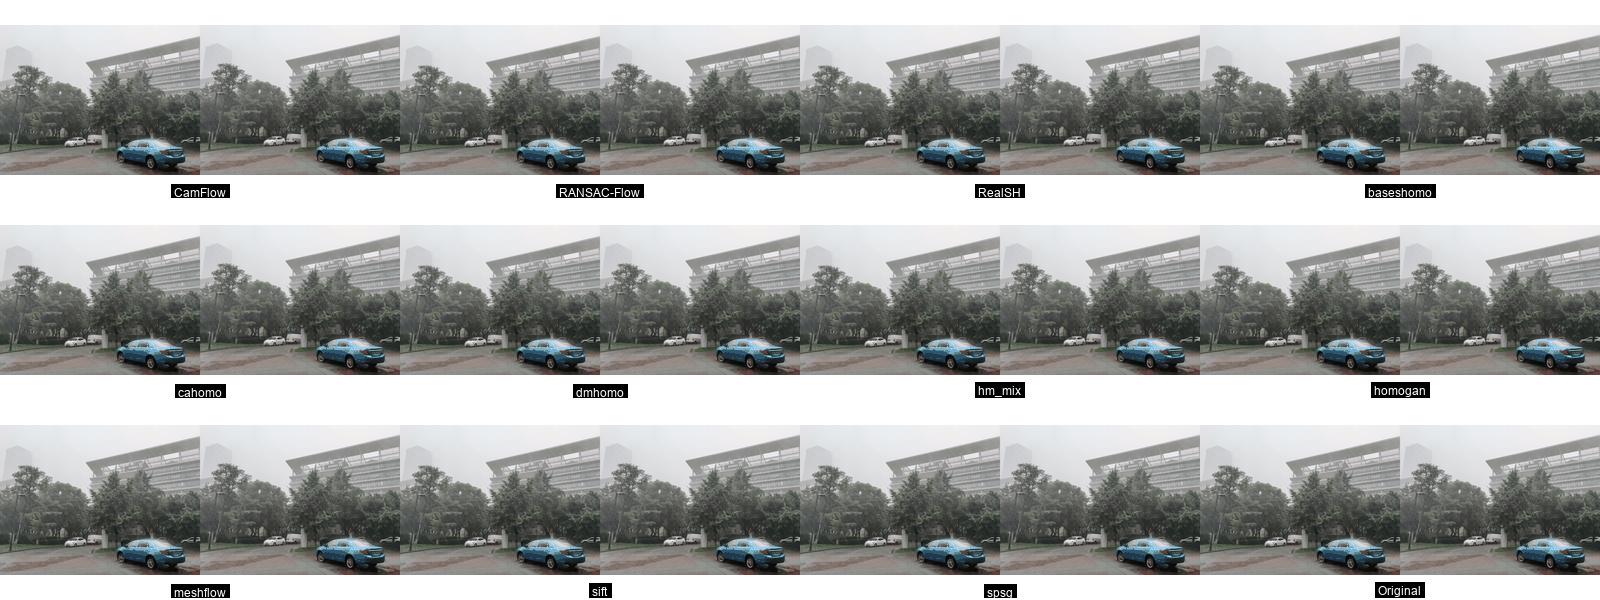 CamFlow
RANSAC-Flow
RealSH
baseshomo
cahomo
dmhomo
hm_mix
homogan
meshflow
sift
spsg
Original